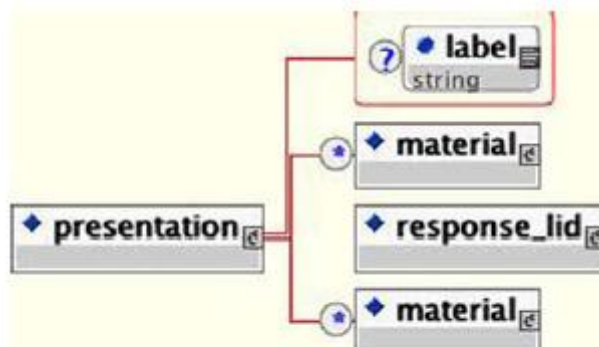 ? label
string
* material
presentation
response_lid
* material